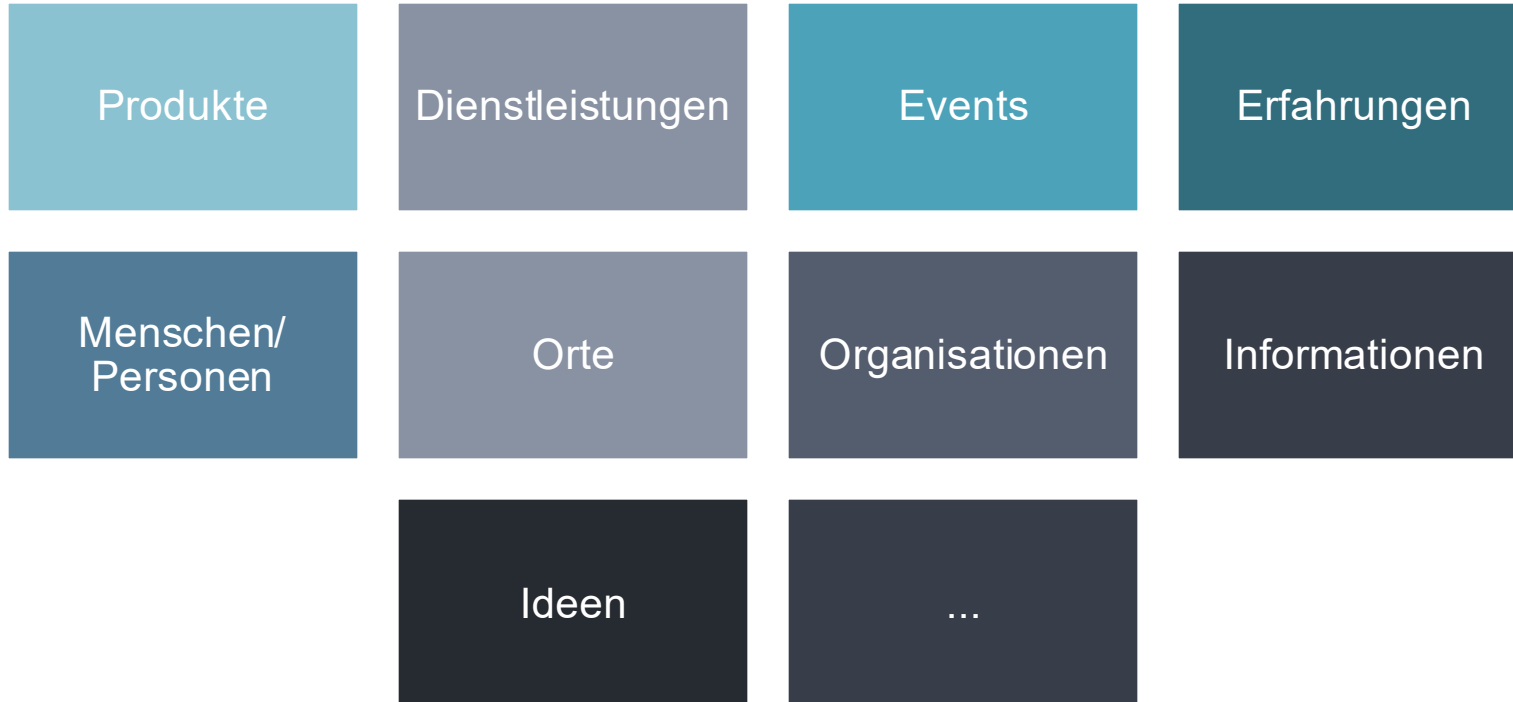 Produkte
Dienstleistungen
Events
Erfahrungen
Menschen/
Personen
Orte
Organisationen
Informationen
Ideen
...